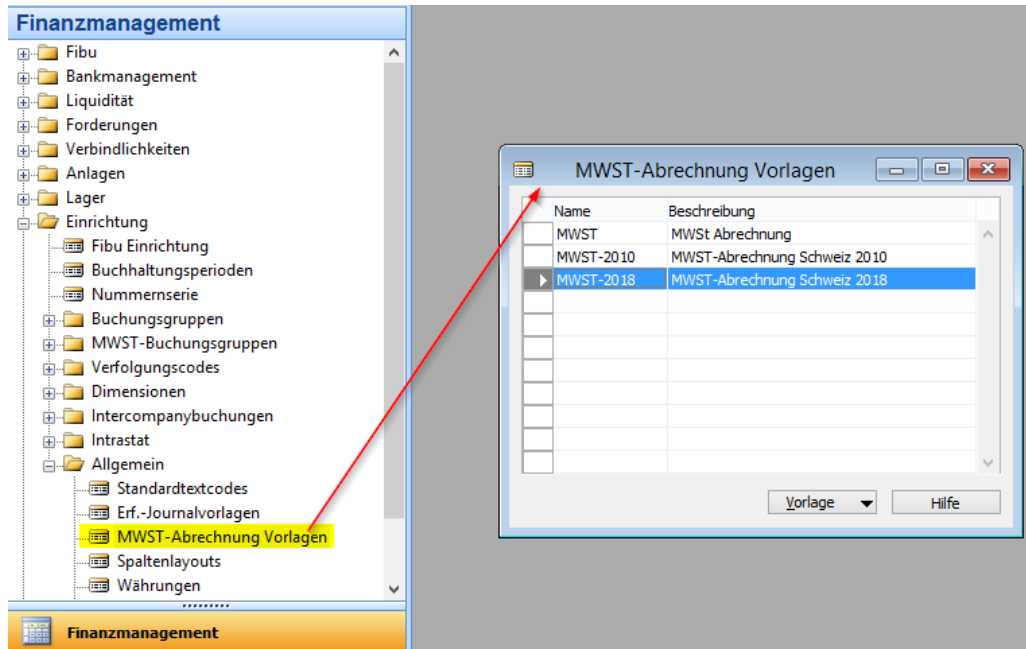 Finanzmanagement
Fibu
Bankmanagement
Liquidität
Forderungen
Verbindlichkeiten
Anlagen
Lager
Einrichtung
Fibu Einrichtung
Buchhaltungsperioden
Nummernserie
Buchungsgruppen
MWST-Buchungsgruppen
Verfolgungscodes
Dimensionen
Intercompanybuchungen
Intrastat
Allgemein
Standardtextcodes
Erf.-Journalvorlagen
MWST-Abrechnung Vorlagen
Spaltenlayouts
Währungen
Finanzmanagement
MWST-Abrechnung Vorlagen
Name Beschreibung
MWST MWSt Abrechnung
MWST-2010 MWST-Abrechnung Schweiz 2010
MWST-2018 MWST-Abrechnung Schweiz 2018
Vorlage Hilfe